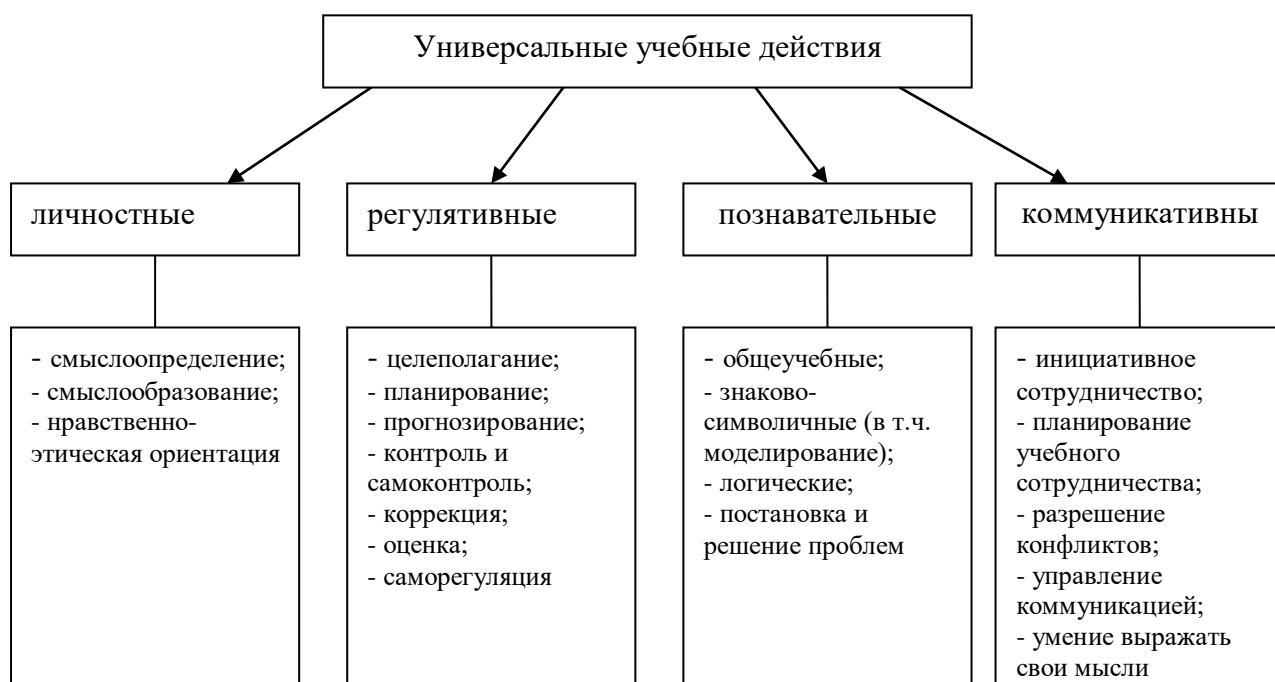 Универсальные учебные действия
личностные
регулятивные
познавательные
коммуникативны
- смыслоопределение;
- смыслообразование;
- нравственно-
этическая ориентация
- целеполагание;
- планирование;
- прогнозирование;
- контроль и
самоконтроль;
- коррекция;
- оценка;
- саморегуляция
- общеучебные;
- знаково-
символичные (в т.ч.
моделирование);
- логические;
- постановка и
решение проблем
- инициативное
сотрудничество;
- планирование
учебного
сотрудничества;
- разрешение
конфликтов;
- управление
коммуникацией;
- умение выражать
свои мысли